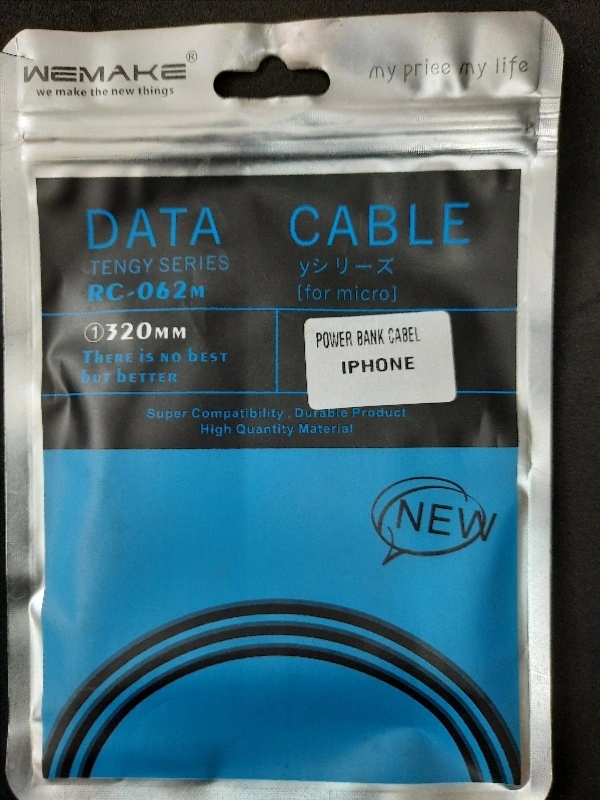 WEMAKE®
we make the new things
my priee my life
DATA CABLE
TENGY SERIES
yシリーズ
RC-062M
[for micro]
①320MM
THERE IS NO BEST
BUT BETTER
POWER BANK CABEL
IPHONE
Super Compatibility , Durable Product
High Quantity Material
NEW